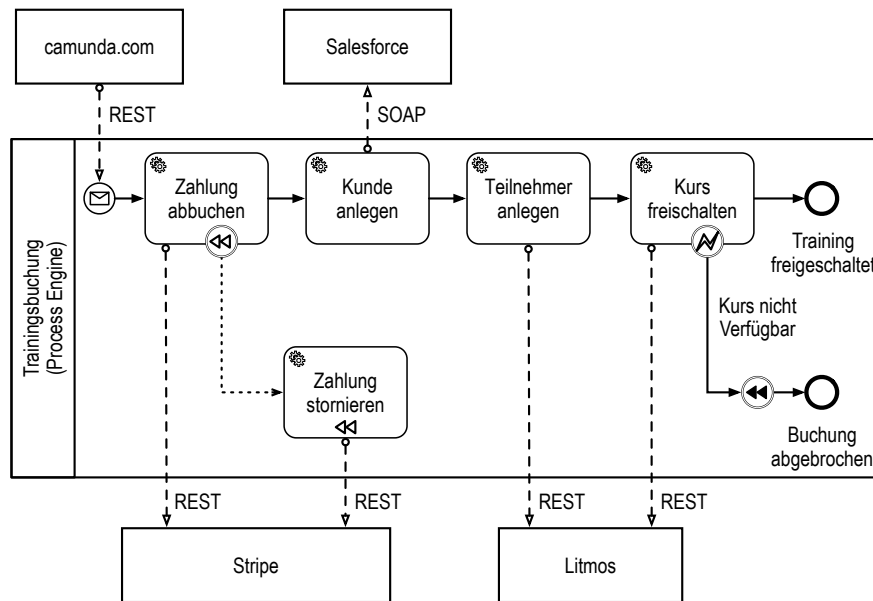 camunda.com
Salesforce
REST
SOAP
Trainingsbuchung
(Process Engine)
Zahlung
abbuchen
Kunde
anlegen
Teilnehmer
anlegen
Kurs
freischalten
Training
freigeschaltet
Kurs nicht
Verfügbar
Zahlung
stornieren
Buchung
abgebrochen
REST
REST
REST
REST
Stripe
Litmos